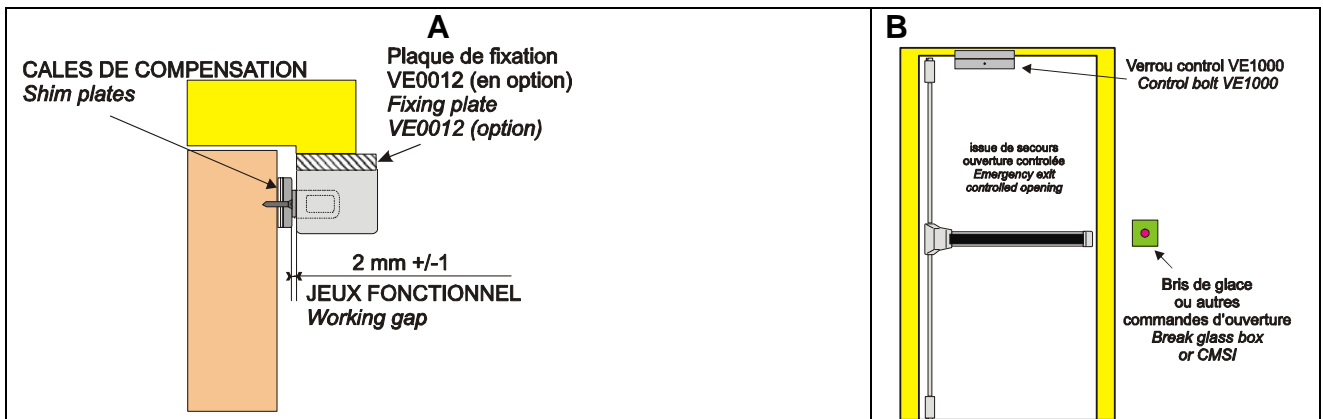 A
CALES DE COMPENSATION
Shim plates
Plaque de fixation
VE0012 (en option)
Fixing plate
VE0012 (option)
2 mm +/-1
JEUX FONCTIONNEL
Working gap
B
Verrou control VE1000
Control bolt VE1000
issue de secours
ouverture controlée
Emergency exit
controlled opening
Bris de glace
ou autres
commandes d'ouverture
Break glass box
or CMSI